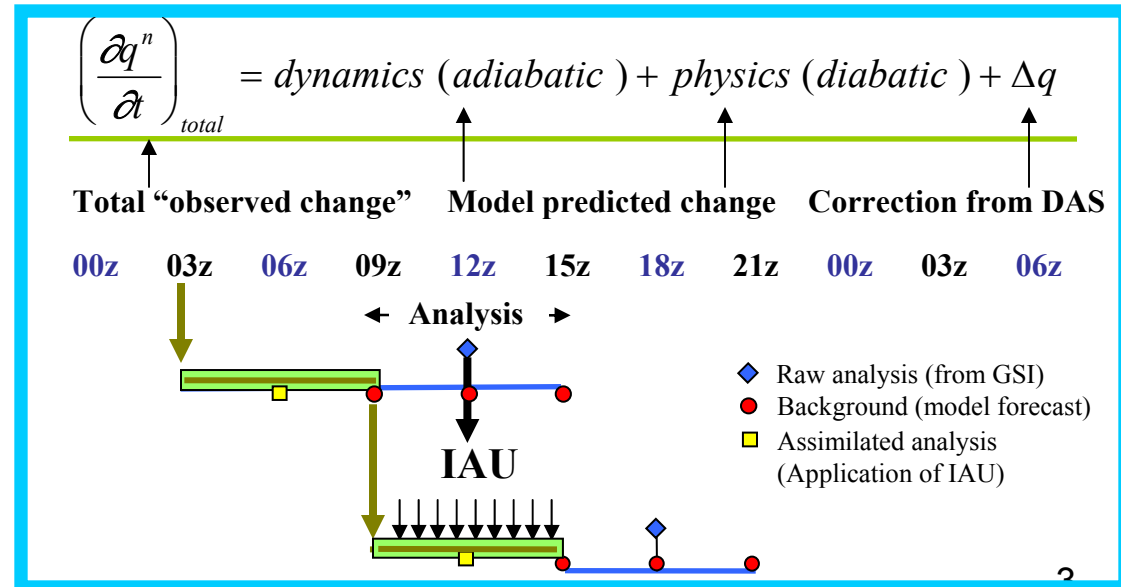 (∂qⁿ/∂t)total = dynamics (adiabatic ) + physics (diabatic ) + Δq
Total “observed change” Model predicted change Correction from DAS
00z 03z 06z 09z 12z 15z 18z 21z 00z 03z 06z
Analysis
Raw analysis (from GSI)
Background (model forecast)
Assimilated analysis
(Application of IAU)
IAU